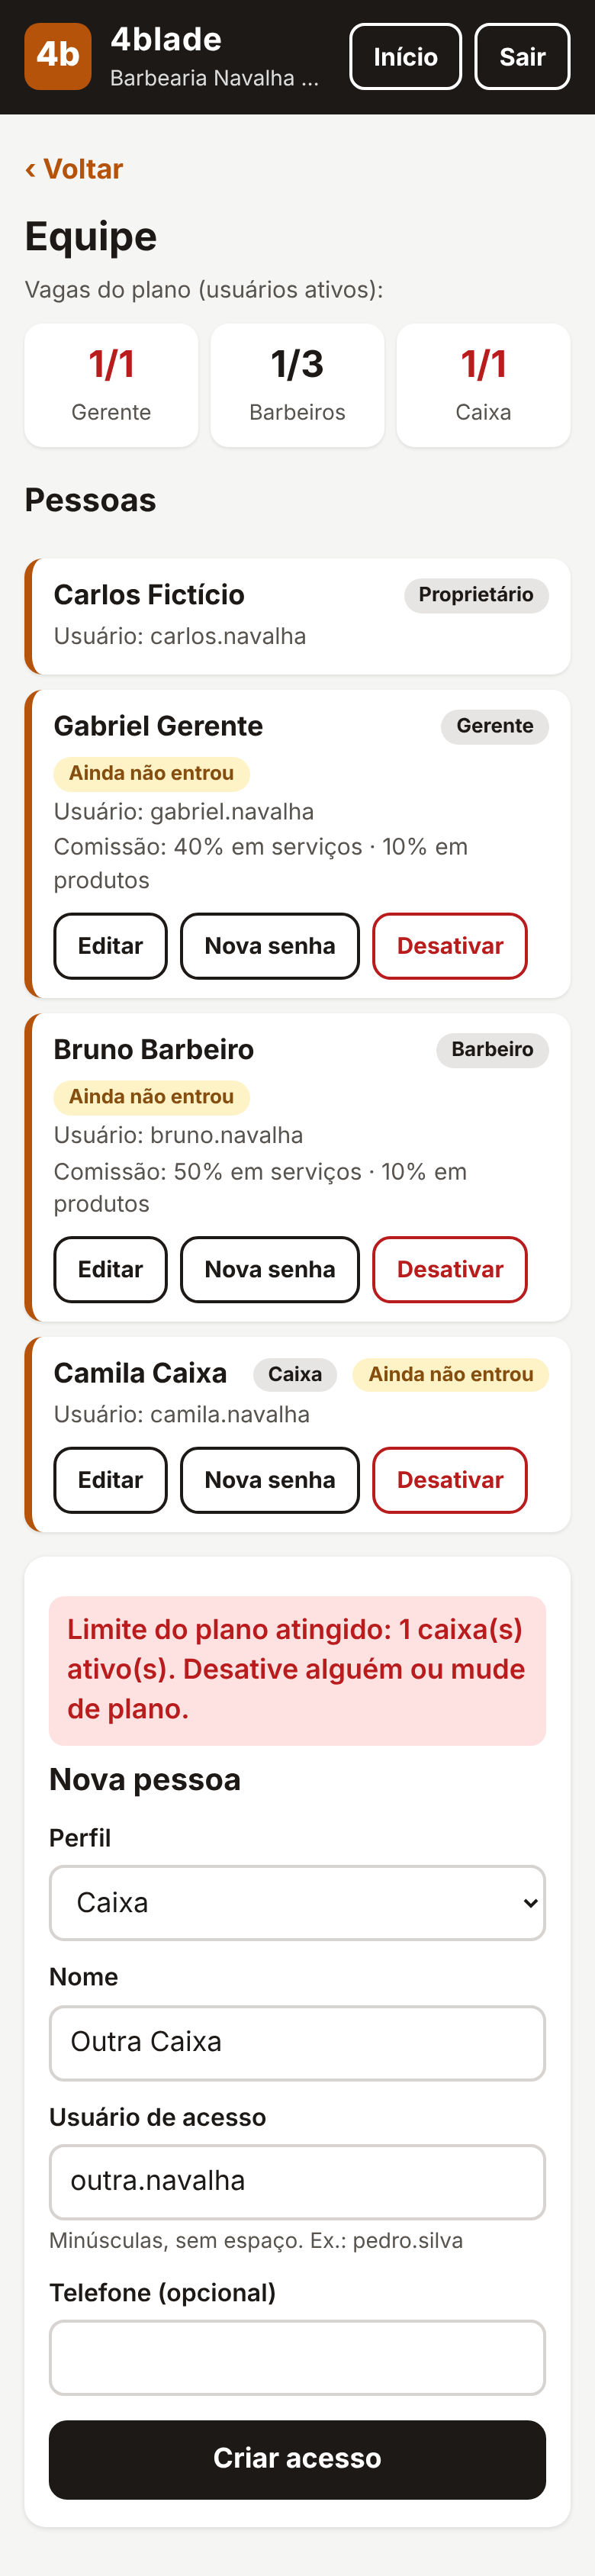 4b
4blade
Barbearia Navalha ...
Início
Sair
‹ Voltar
Equipe
Vagas do plano (usuários ativos):
1/1
Gerente
1/3
Barbeiros
1/1
Caixa
Pessoas
Carlos Fictício
Proprietário
Usuário: carlos.navalha
Gabriel Gerente
Gerente
Ainda não entrou
Usuário: gabriel.navalha
Comissão: 40% em serviços · 10% em
produtos
Editar
Nova senha
Desativar
Bruno Barbeiro
Barbeiro
Ainda não entrou
Usuário: bruno.navalha
Comissão: 50% em serviços · 10% em
produtos
Editar
Nova senha
Desativar
Camila Caixa
Caixa
Ainda não entrou
Usuário: camila.navalha
Editar
Nova senha
Desativar
Limite do plano atingido: 1 caixa(s)
ativo(s). Desative alguém ou mude
de plano.
Nova pessoa
Perfil
Caixa
Nome
Outra Caixa
Usuário de acesso
outra.navalha
Minúsculas, sem espaço. Ex.: pedro.silva
Telefone (opcional)
Criar acesso